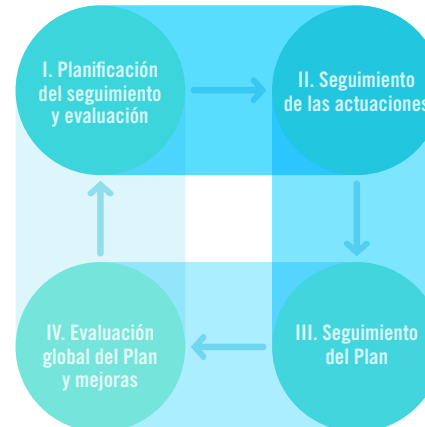 I. Planificación
del seguimiento
y evaluación
II. Seguimiento
de las actuaciones
III. Seguimiento
del Plan
IV. Evaluación
global del Plan
y mejoras